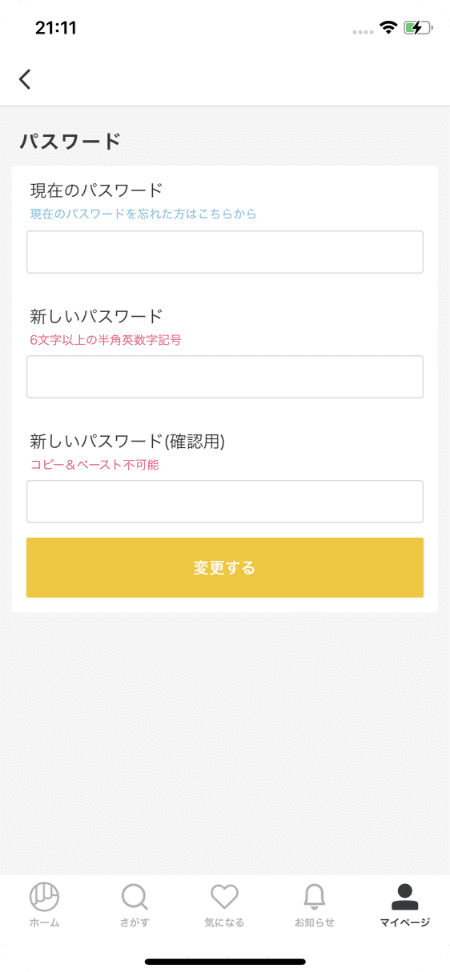 21:11
パスワード
現在のパスワード
現在のパスワードを忘れた方はこちらから
新しいパスワード
6文字以上の半角英数字記号
新しいパスワード(確認用)
コピー＆ペースト不可能
変更する
ホーム さがす 気になる お知らせ マイページ